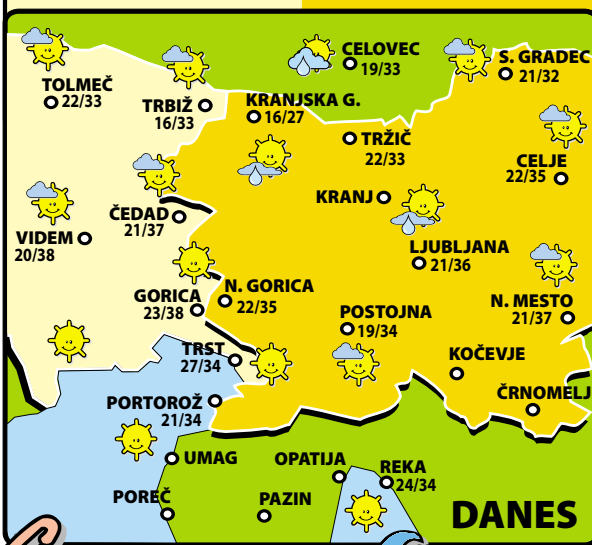 CELOVEC
19/33
S. GRADEC
21/32
TOLMEČ
22/33
TRBIŽ
16/33
KRANJSKA G.
16/27
TRŽIČ
22/33
CELJE
22/35
KRANJ
ČEDAD
21/37
VIDEM
20/38
LJUBLJANA
21/36
GORICA
23/38
N. GORICA
22/35
N. MESTO
21/37
POSTOJNA
19/34
TRST
27/34
KOČEVJE
PORTOROŽ
21/34
ČRNOMELJ
UMAG
OPATIJA
REKA
24/34
POREČ
PAZIN
DANES